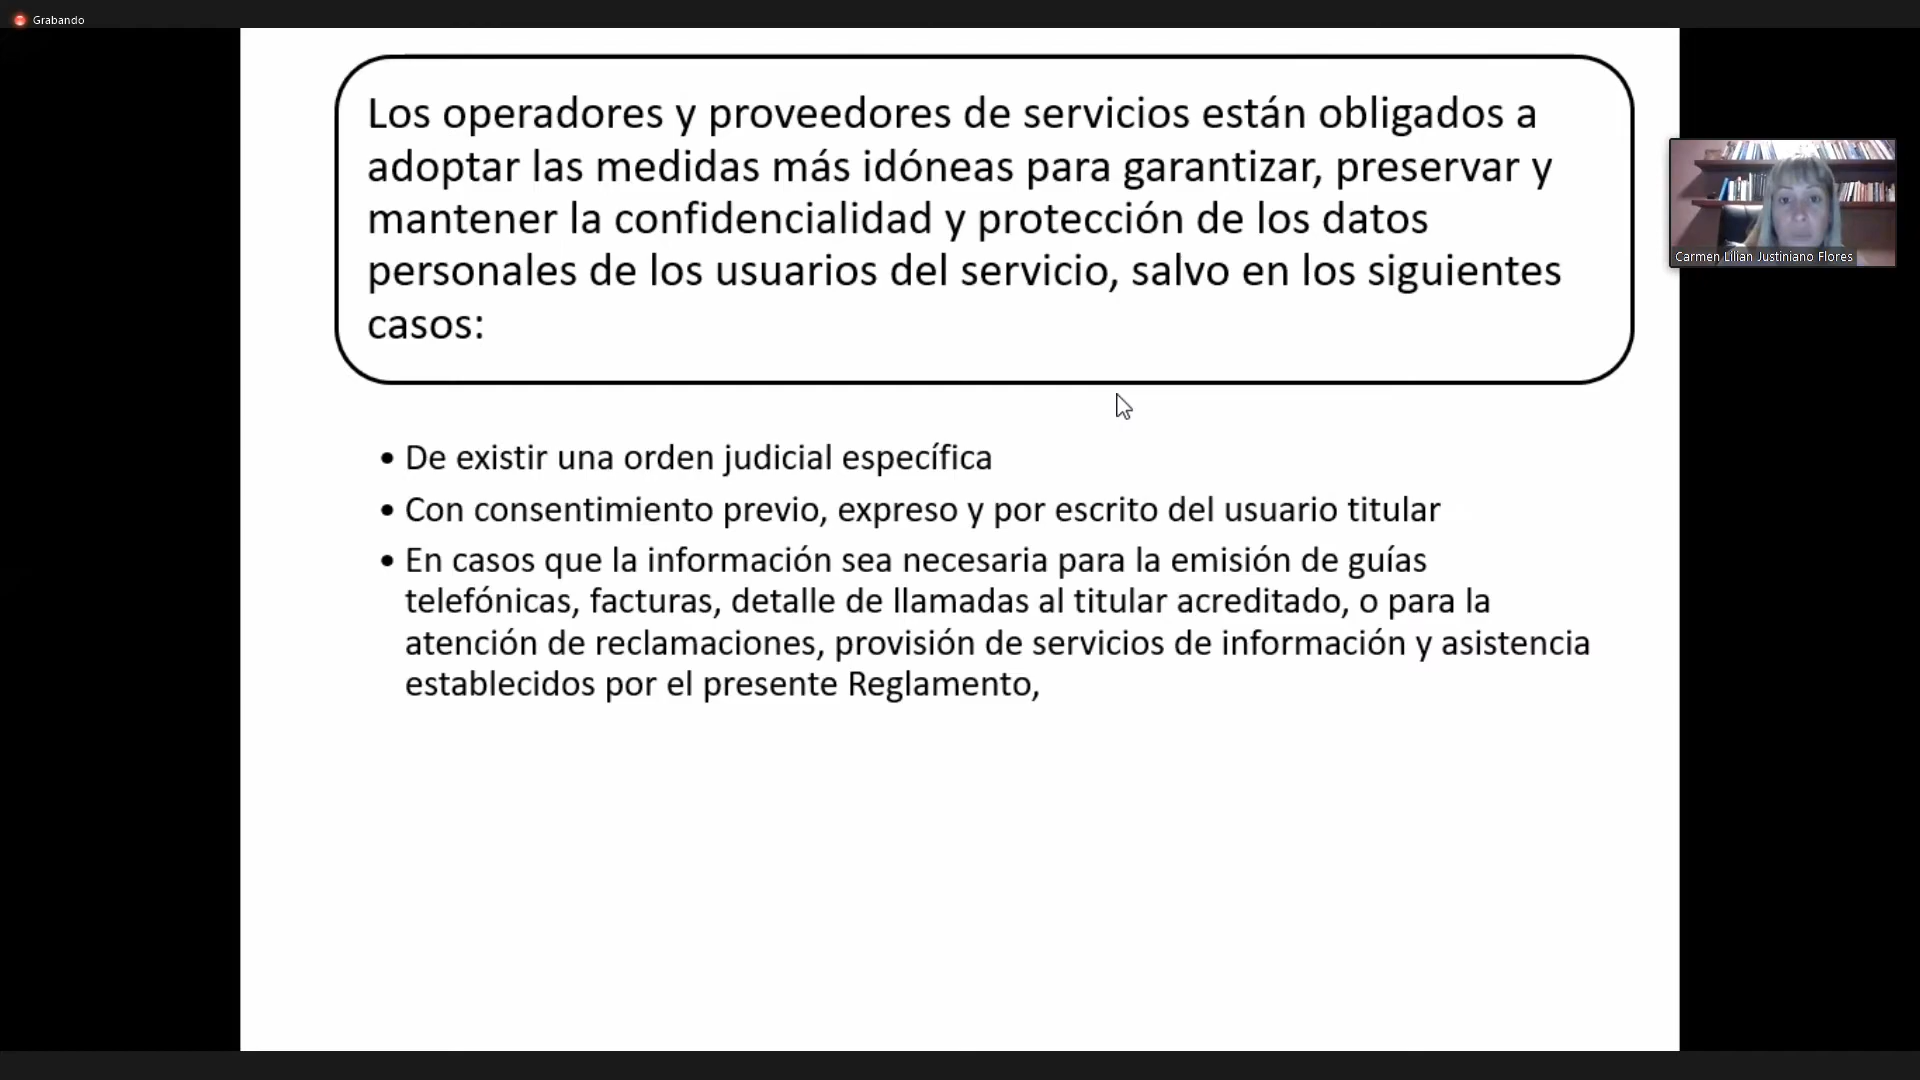 Grabando
Los operadores y proveedores de servicios están obligados a
adoptar las medidas más idóneas para garantizar, preservar y
mantener la confidencialidad y protección de los datos
personales de los usuarios del servicio, salvo en los siguientes
casos:
Carmen Lilian Justiniano Flores
• De existir una orden judicial específica
• Con consentimiento previo, expreso y por escrito del usuario titular
• En casos que la información sea necesaria para la emisión de guías
telefónicas, facturas, detalle de llamadas al titular acreditado, o para la
atención de reclamaciones, provisión de servicios de información y asistencia
establecidos por el presente Reglamento,